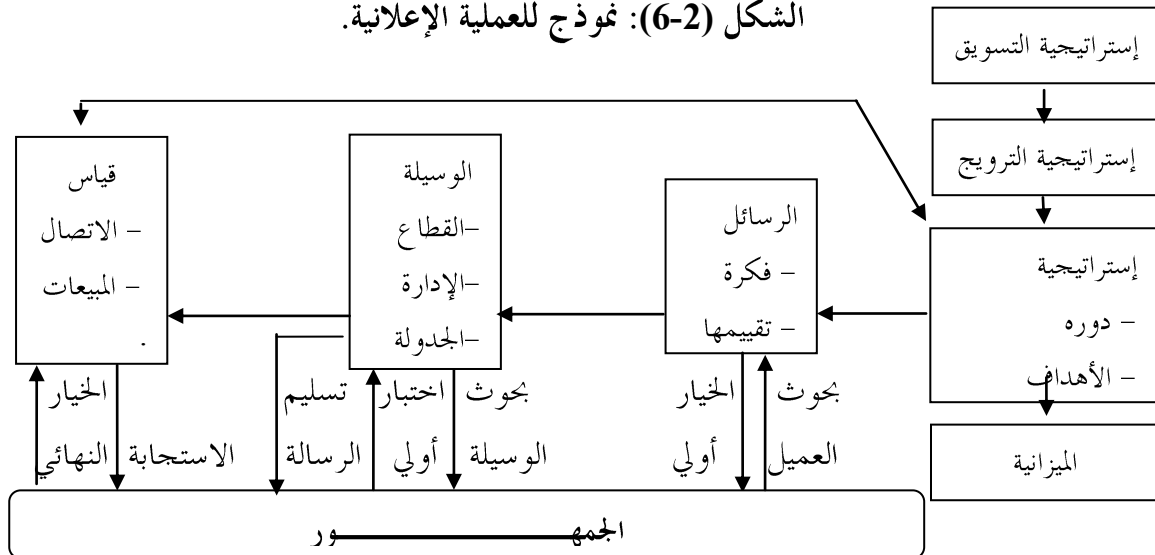 الشكل (2-6): نموذج للعملية الإعلانية.
إستراتيجية التسويق
إستراتيجية الترويج
إستراتيجية
– دوره
– الأهداف
الميزانية
الرسائل
– فكرة
– تقييمها
الوسيلة
–القطاع
–الإدارة
–الجدولة
قياس
– الاتصال
– المبيعات
.
بحوث
العميل
الخيار
أولي
بحوث
الوسيلة
اختبار
أولي
تسليم
الرسالة
الاستجابة
الخيار
النهائي
الجمهـــــــــــــور